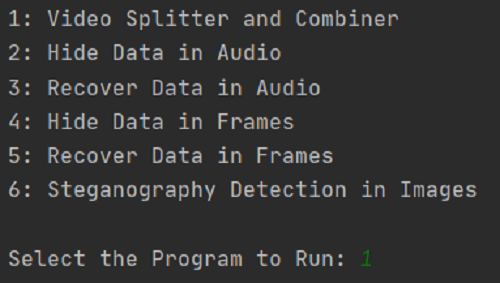 1: Video Splitter and Combiner
2: Hide Data in Audio
3: Recover Data in Audio
4: Hide Data in Frames
5: Recover Data in Frames
6: Steganography Detection in Images
Select the Program to Run: 1